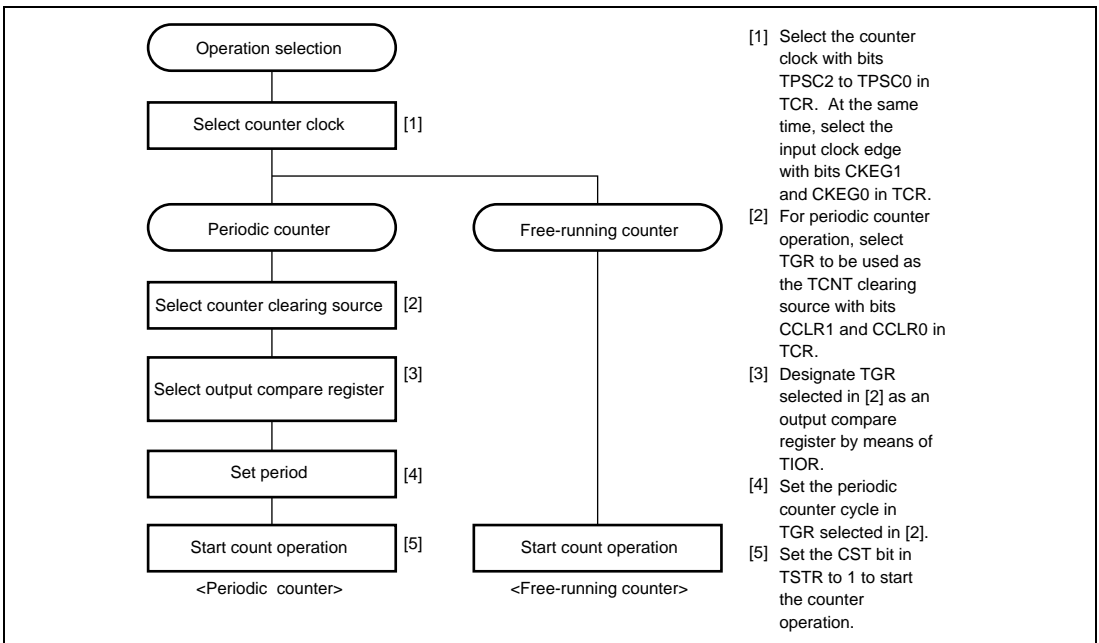 Operation selection
Select counter clock
[1]
Periodic counter
Free-running counter
Select counter clearing source
[2]
Select output compare register
[3]
Set period
[4]
Start count operation
[5]
Start count operation
<Periodic counter>
<Free-running counter>
[1] Select the counter
clock with bits
TPSC2 to TPSC0 in
TCR. At the same
time, select the
input clock edge
with bits CKEG1
and CKEG0 in TCR.
[2] For periodic counter
operation, select
TGR to be used as
the TCNT clearing
source with bits
CCLR1 and CCLR0 in
TCR.
[3] Designate TGR
selected in [2] as an
output compare
register by means of
TIOR.
[4] Set the periodic
counter cycle in
TGR selected in [2].
[5] Set the CST bit in
TSTR to 1 to start
the counter
operation.